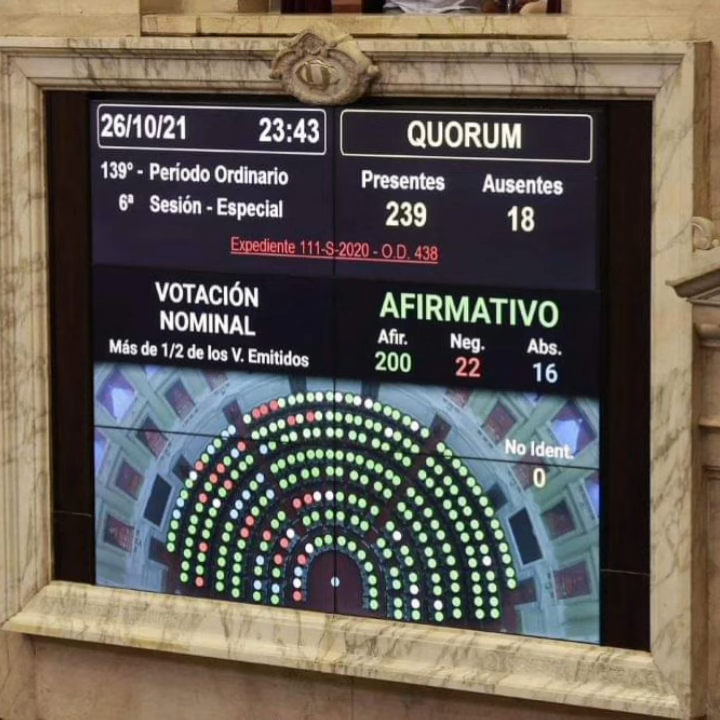 26/10/21 23:43
139º - Período Ordinario
6ª Sesión - Especial
QUORUM
Presentes Ausentes
239 18
Expediente 111-S-2020 - O.D. 438
VOTACIÓN
NOMINAL
Más de 1/2 de los V. Emitidos
AFIRMATIVO
Afir. Neg. Abs.
200 22 16
No Ident.
0